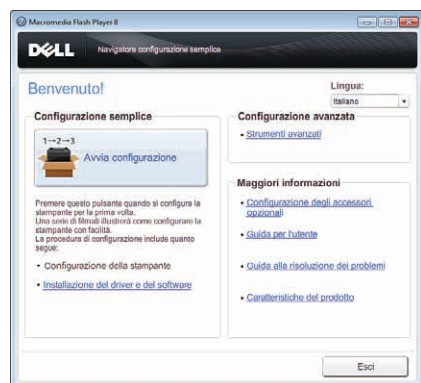 Macromedia Flash Player 8
DELL
Navigatore configurazione semplice
Benvenuto!
Lingua:
Italiano
Configurazione semplice
1→2→3
Avvia configurazione
Premere questo pulsante quando si configura la
stampante per la prima volta.
Una serie di filmati illustrerà come configurare la
stampante con facilità.
La procedura di configurazione include quanto
segue:
• Configurazione della stampante
• Installazione del driver e del software
Configurazione avanzata
• Strumenti avanzati
Maggiori informazioni
• Configurazione degli accessori
opzionali
• Guida per l'utente
• Guida alla risoluzione dei problemi
• Caratteristiche del prodotto
Esci